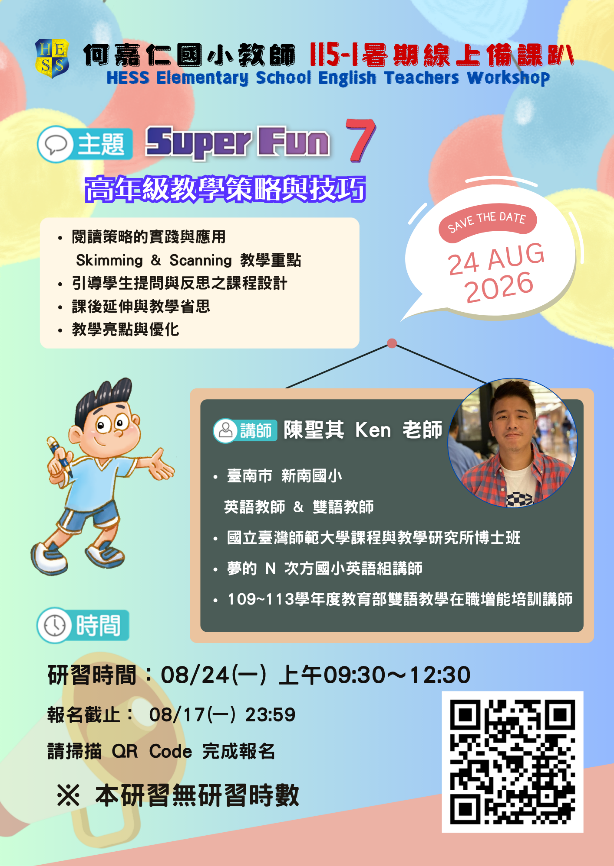 HESS
何嘉仁國小教師 115-1暑期線上備課趴
HESS Elementary School English Teachers Workshop
主題 Super Fun 7
高年級教學策略與技巧
SAVE THE DATE
24 AUG
2026
• 閱讀策略的實踐與應用
Skimming & Scanning 教學重點
• 引導學生提問與反思之課程設計
• 課後延伸與教學省思
• 教學亮點與優化
講師 陳聖其 Ken 老師
• 臺南市 新南國小
英語教師 & 雙語教師
• 國立臺灣師範大學課程與教學研究所博士班
• 夢的 N 次方國小英語組講師
• 109~113學年度教育部雙語教學在職增能培訓講師
時間
研習時間：08/24(一) 上午09:30～12:30
報名截止： 08/17(一) 23:59
請掃描 QR Code 完成報名
※ 本研習無研習時數